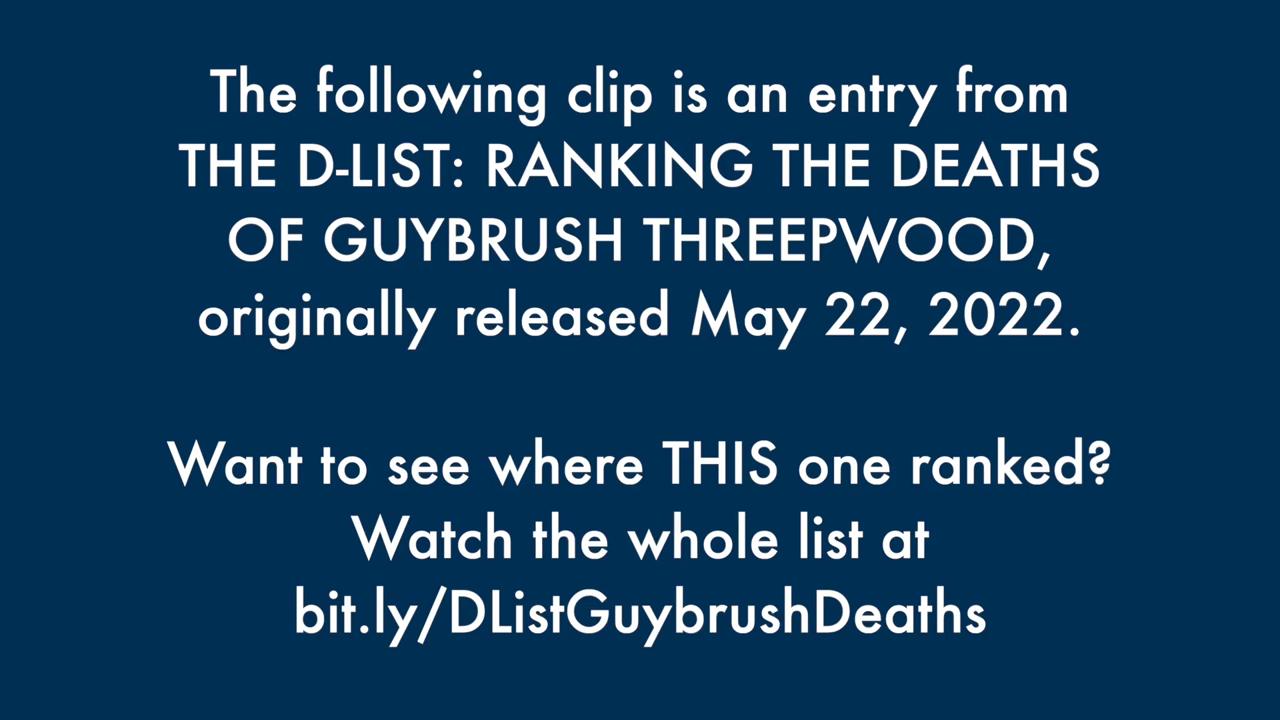 The following clip is an entry from
THE D-LIST: RANKING THE DEATHS
OF GUYBRUSH THREEPWOOD,
originally released May 22, 2022.
Want to see where THIS one ranked?
Watch the whole list at
bit.ly/DListGuybrushDeaths